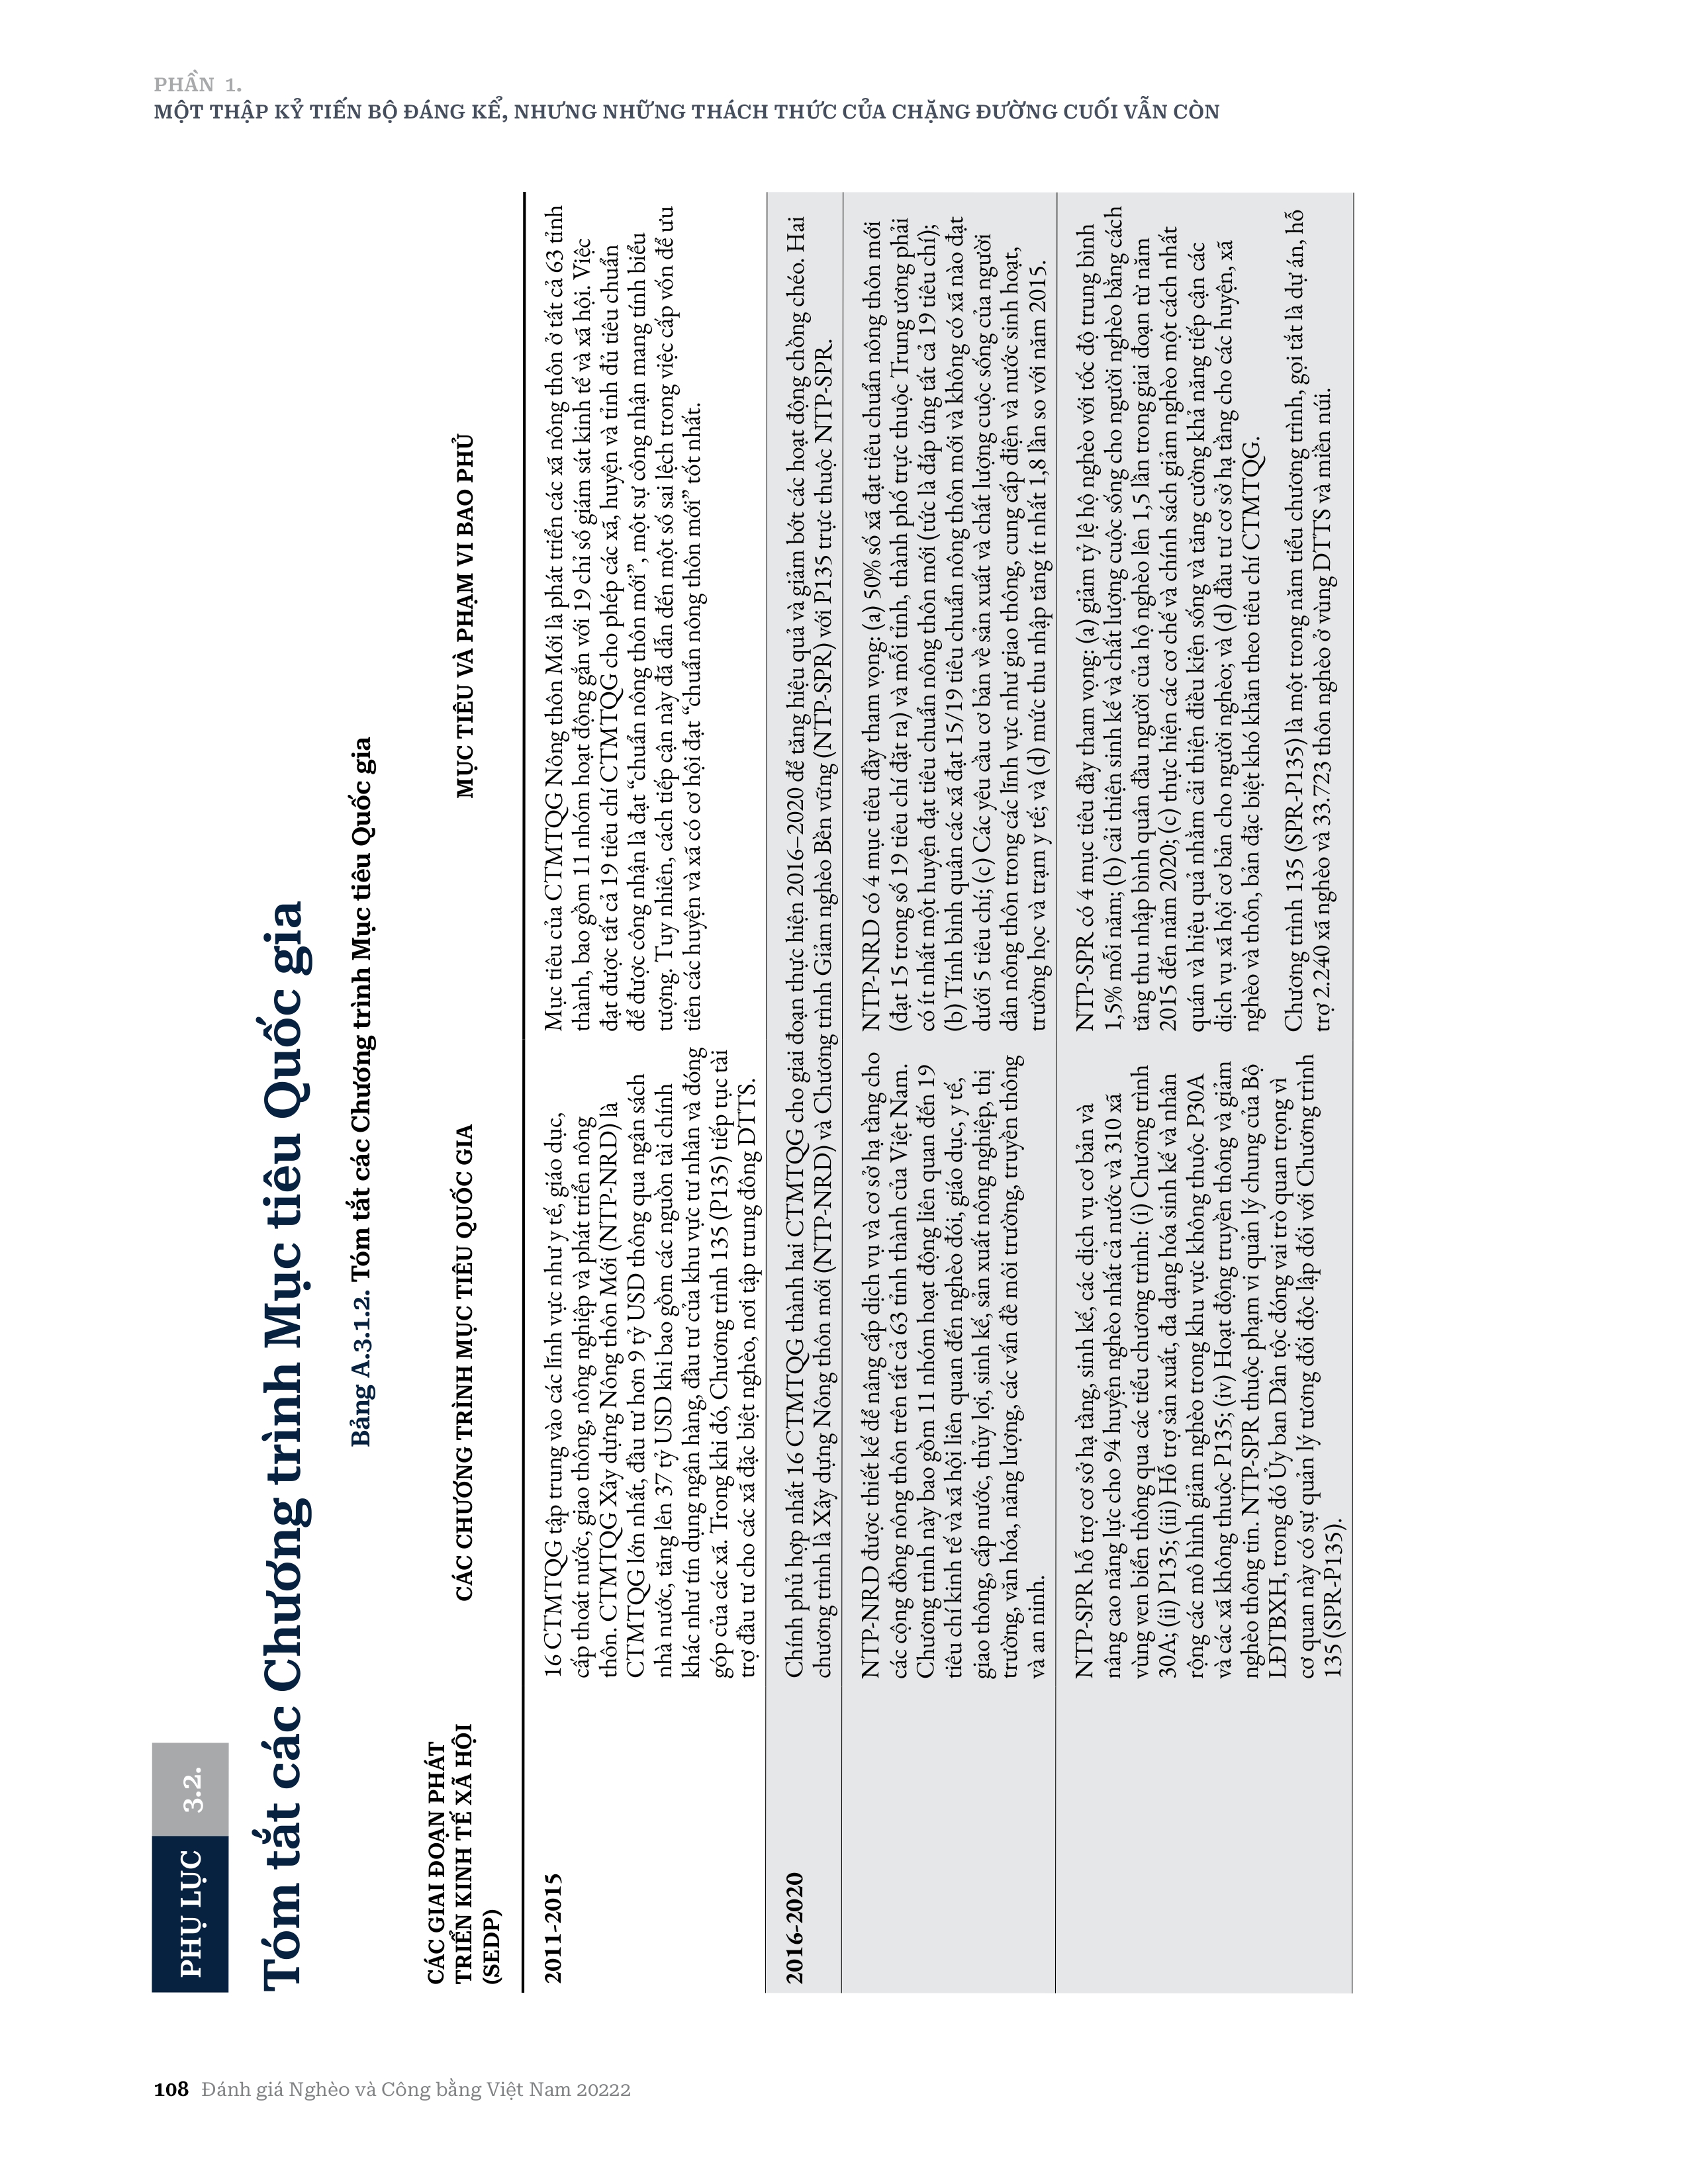 PHẦN 1.
MỘT THẬP KỶ TIẾN BỘ ĐÁNG KỂ, NHƯNG NHỮNG THÁCH THỨC CỦA CHẶNG ĐƯỜNG CUỐI VẪN CÒN
PHỤ LỤC 3.2.
Tóm tắt các Chương trình Mục tiêu Quốc gia
Bảng A.3.1.2. Tóm tắt các Chương trình Mục tiêu Quốc gia
CÁC GIAI ĐOẠN PHÁT
TRIỂN KINH TẾ XÃ HỘI
(SEDP)
CÁC CHƯƠNG TRÌNH MỤC TIÊU QUỐC GIA
MỤC TIÊU VÀ PHẠM VI BAO PHỦ
2011-2015
16 CTMTQG tập trung vào các lĩnh vực như y tế, giáo dục,
cấp thoát nước, giao thông, nông nghiệp và phát triển nông
thôn. CTMTQG Xây dựng Nông thôn Mới (NTP-NRD) là
CTMTQG lớn nhất, đầu tư hơn 9 tỷ USD thông qua ngân sách
nhà nước, tăng lên 37 tỷ USD khi bao gồm các nguồn tài chính
khác như tín dụng ngân hàng, đầu tư của khu vực tư nhân và đóng
góp của các xã. Trong khi đó, Chương trình 135 (P135) tiếp tục tài
trợ đầu tư cho các xã đặc biệt nghèo, nơi tập trung đông DTTS.
Mục tiêu của CTMTQG Nông thôn Mới là phát triển các xã nông thôn ở tất cả 63 tỉnh
thành, bao gồm 11 nhóm hoạt động gắn với 19 chỉ số giám sát kinh tế và xã hội. Việc
đạt được tất cả 19 tiêu chí CTMTQG cho phép các xã, huyện và tỉnh đủ tiêu chuẩn
để được công nhận là đạt “chuẩn nông thôn mới”, một sự công nhận mang tính biểu
tượng. Tuy nhiên, cách tiếp cận này đã dẫn đến một số sai lệch trong việc cấp vốn để ưu
tiên các huyện và xã có cơ hội đạt “chuẩn nông thôn mới” tốt nhất.
2016-2020
Chính phủ hợp nhất 16 CTMTQG thành hai CTMTQG cho giai đoạn thực hiện 2016–2020 để tăng hiệu quả và giảm bớt các hoạt động chồng chéo. Hai
chương trình là Xây dựng Nông thôn mới (NTP-NRD) và Chương trình Giảm nghèo Bền vững (NTP-SPR) với P135 trực thuộc NTP-SPR.
NTP-NRD được thiết kế để nâng cấp dịch vụ và cơ sở hạ tầng cho
các cộng đồng nông thôn trên tất cả 63 tỉnh thành của Việt Nam.
Chương trình này bao gồm 11 nhóm hoạt động liên quan đến 19
tiêu chí kinh tế và xã hội liên quan đến nghèo đói, giáo dục, y tế,
giao thông, cấp nước, thủy lợi, sinh kế, sản xuất nông nghiệp, thị
trường, văn hóa, năng lượng, các vấn đề môi trường, truyền thông
và an ninh.
NTP-NRD có 4 mục tiêu đầy tham vọng: (a) 50% số xã đạt tiêu chuẩn nông thôn mới
(đạt 15 trong số 19 tiêu chí đặt ra) và mỗi tỉnh, thành phố trực thuộc Trung ương phải
có ít nhất một huyện đạt tiêu chuẩn nông thôn mới (tức là đáp ứng tất cả 19 tiêu chí);
(b) Tính bình quân các xã đạt 15/19 tiêu chuẩn nông thôn mới và không có xã nào đạt
dưới 5 tiêu chí; (c) Các yêu cầu cơ bản về sản xuất và chất lượng cuộc sống của người
dân nông thôn trong các lĩnh vực như giao thông, cung cấp điện và nước sinh hoạt,
trường học và trạm y tế; và (d) mức thu nhập tăng ít nhất 1,8 lần so với năm 2015.
NTP-SPR hỗ trợ cơ sở hạ tầng, sinh kế, các dịch vụ cơ bản và
nâng cao năng lực cho 94 huyện nghèo nhất cả nước và 310 xã
vùng ven biển thông qua các tiểu chương trình: (i) Chương trình
30A; (ii) P135; (iii) Hỗ trợ sản xuất, đa dạng hóa sinh kế và nhân
rộng các mô hình giảm nghèo trong khu vực không thuộc P30A
và các xã không thuộc P135; (iv) Hoạt động truyền thông và giảm
nghèo thông tin. NTP-SPR thuộc phạm vi quản lý chung của Bộ
LĐTBXH, trong đó Ủy ban Dân tộc đóng vai trò quan trọng vì
cơ quan này có sự quản lý tương đối độc lập đối với Chương trình
135 (SPR-P135).
NTP-SPR có 4 mục tiêu đầy tham vọng: (a) giảm tỷ lệ hộ nghèo với tốc độ trung bình
1,5% mỗi năm; (b) cải thiện sinh kế và chất lượng cuộc sống cho người nghèo bằng cách
tăng thu nhập bình quân đầu người của hộ nghèo lên 1,5 lần trong giai đoạn từ năm
2015 đến năm 2020; (c) thực hiện các cơ chế và chính sách giảm nghèo một cách nhất
quán và hiệu quả nhằm cải thiện điều kiện sống và tăng cường khả năng tiếp cận các
dịch vụ xã hội cơ bản cho người nghèo; và (d) đầu tư cơ sở hạ tầng cho các huyện, xã
nghèo và thôn, bản đặc biệt khó khăn theo tiêu chí CTMTQG.
Chương trình 135 (SPR-P135) là một trong năm tiểu chương trình, gọi tắt là dự án, hỗ
trợ 2.240 xã nghèo và 33.723 thôn nghèo ở vùng DTTS và miền núi.
108 Đánh giá Nghèo và Công bằng Việt Nam 20222